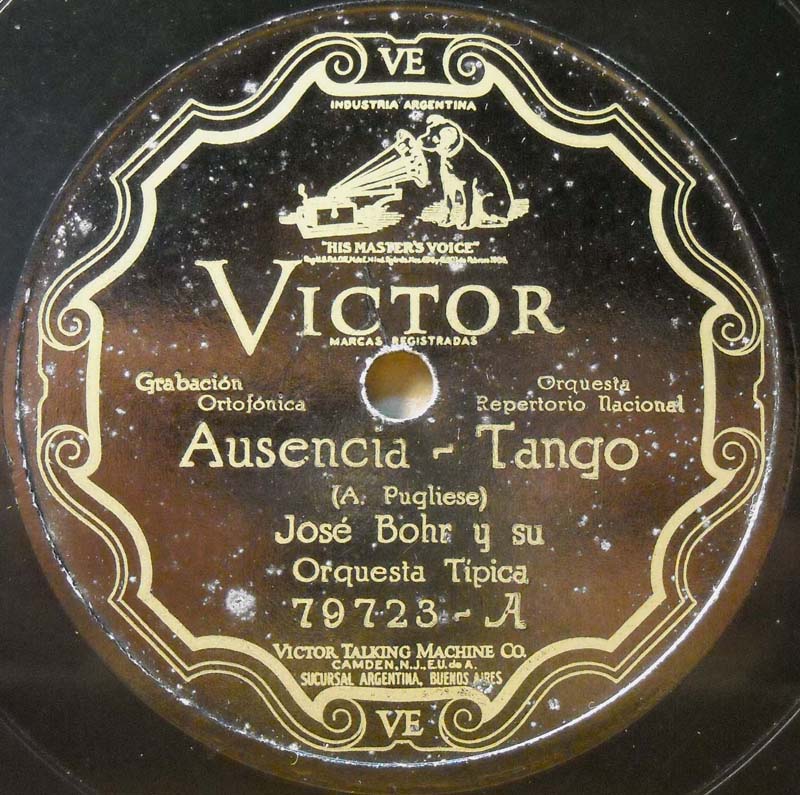 VE
INDUSTRIA ARGENTINA
"HIS MASTER'S VOICE"
VICTOR
MARCAS REGISTRADAS
Grabación
Ortofónica
Orquesta
Repertorio Nacional
Ausencia - Tango
(A. Pugliese)
José Bohr y su
Orquesta Típica
79723-A
VICTOR TALKING MACHINE CO.
CAMDEN, N.J., E.U. de A.
SUCURSAL ARGENTINA, BUENOS AIRES
VE